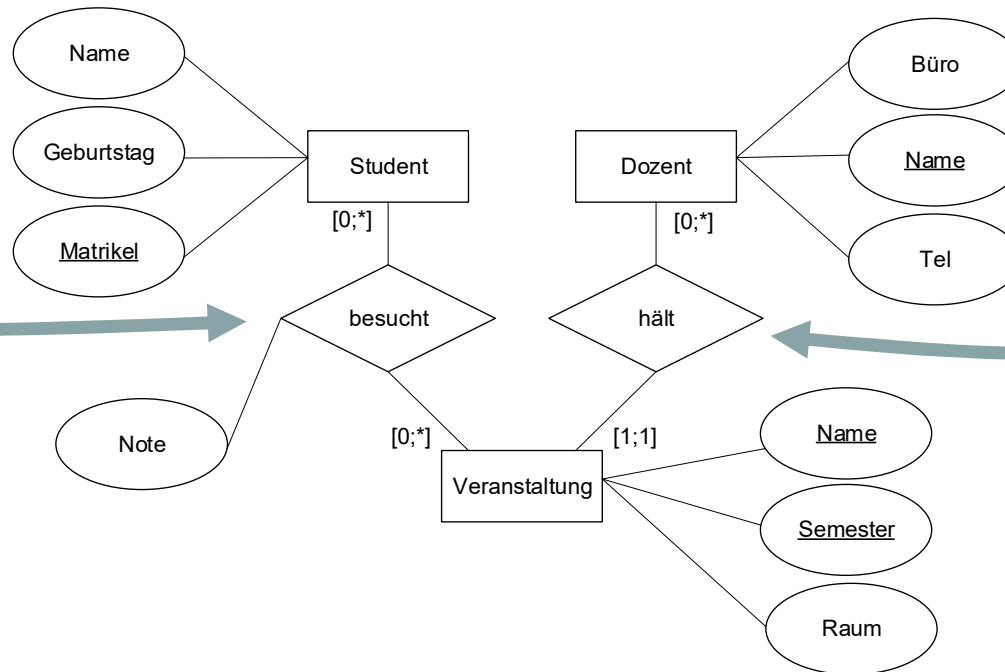 Name
Büro
Geburtstag
Student
Dozent
Name
Matrikel
[0;*]
[0;*]
Tel
besucht
hält
Note
[0;*]
[1;1]
Name
Veranstaltung
Semester
Raum